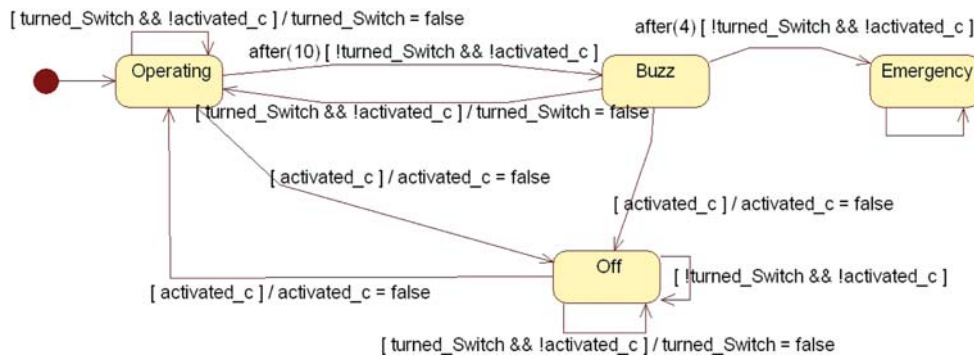 [ turned_Switch && !activated_c ] / turned_Switch = false
after(10) [ !turned_Switch && !activated_c ]
after(4) [ !turned_Switch && !activated_c ]
Operating
Buzz
Emergency
[ turned_Switch && !activated_c ] / turned_Switch = false
[ activated_c ] / activated_c = false
[ activated_c ] / activated_c = false
Off
[ !turned_Switch && !activated_c ]
[ activated_c ] / activated_c = false
[ turned_Switch && !activated_c ] / turned_Switch = false